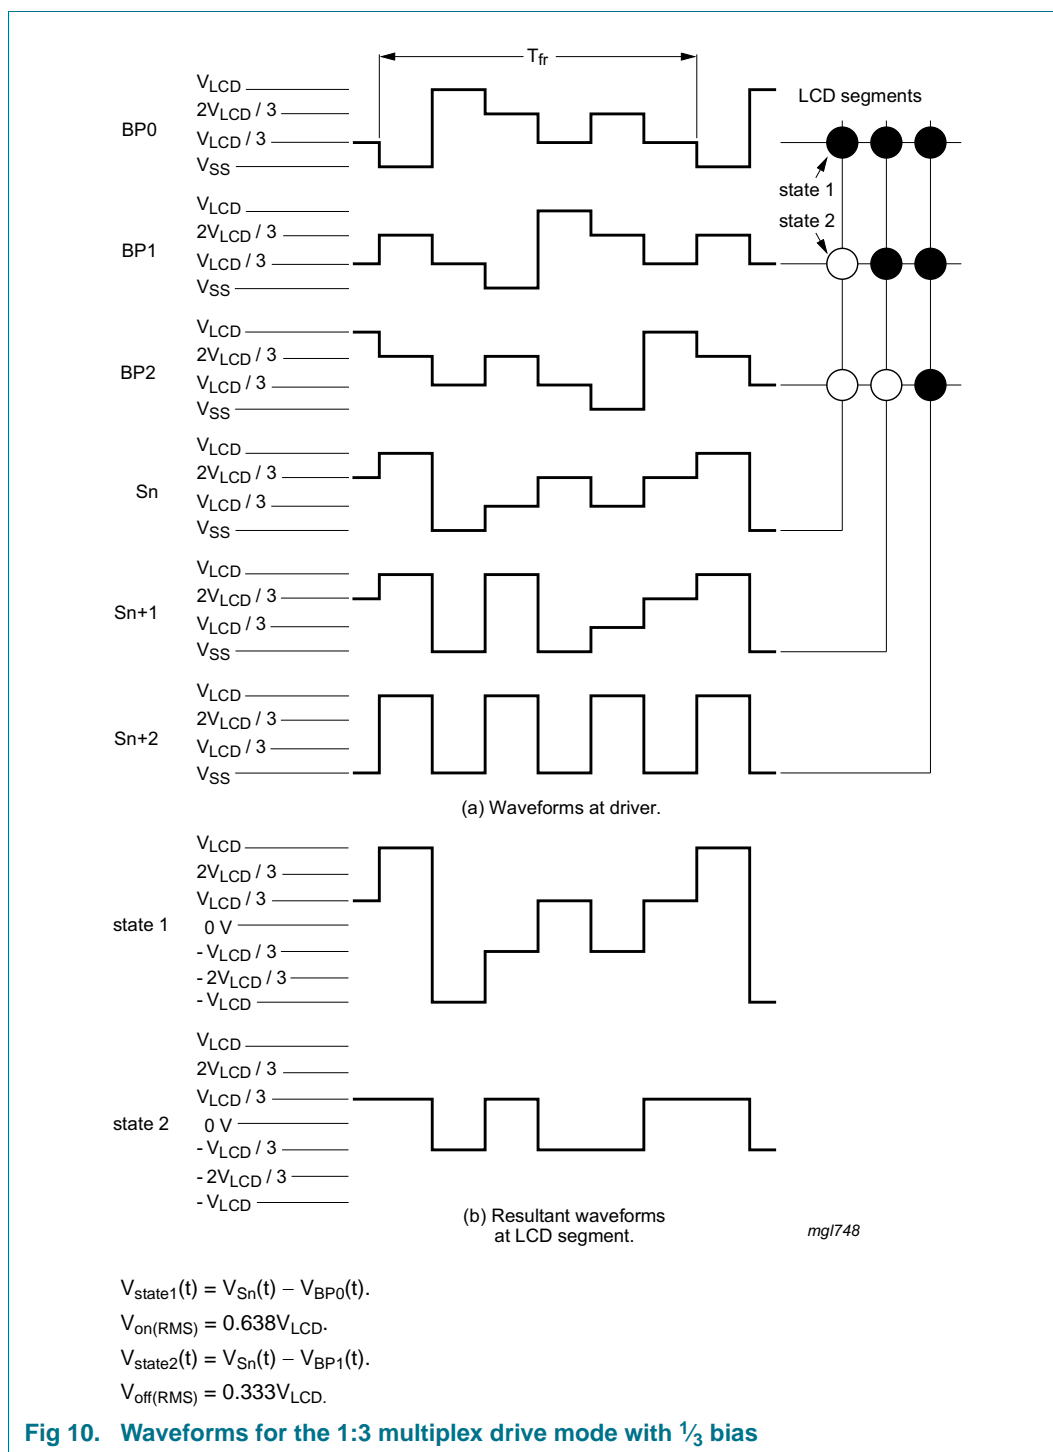 Tfr
LCD segments
BP0
VLCD
2VLCD / 3
VLCD / 3
VSS
state 1
BP1
VLCD
2VLCD / 3
VLCD / 3
VSS
state 2
BP2
VLCD
2VLCD / 3
VLCD / 3
VSS
Sn
VLCD
2VLCD / 3
VLCD / 3
VSS
Sn+1
VLCD
2VLCD / 3
VLCD / 3
VSS
Sn+2
VLCD
2VLCD / 3
VLCD / 3
VSS
(a) Waveforms at driver.
state 1
VLCD
2VLCD / 3
VLCD / 3
0 V
- VLCD / 3
- 2VLCD / 3
- VLCD
state 2
VLCD
2VLCD / 3
VLCD / 3
0 V
- VLCD / 3
- 2VLCD / 3
- VLCD
(b) Resultant waveforms
at LCD segment.
mgl748
Vstate1(t) = VSn(t) − VBP0(t).
Von(RMS) = 0.638VLCD.
Vstate2(t) = VSn(t) − VBP1(t).
Voff(RMS) = 0.333VLCD.
Fig 10. Waveforms for the 1:3 multiplex drive mode with 1⁄3 bias